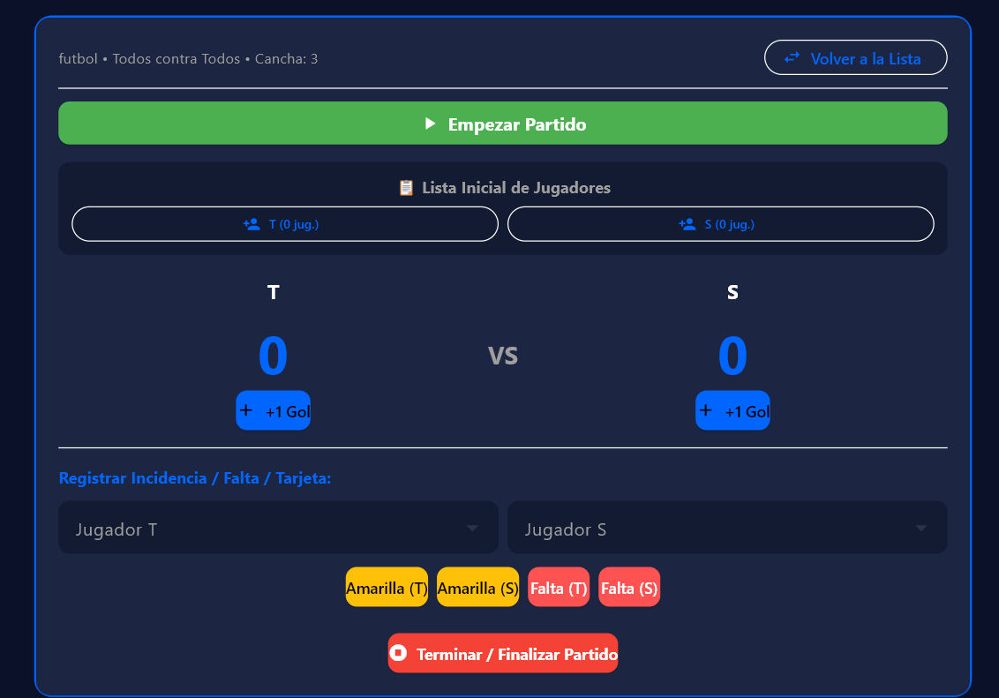 futbol • Todos contra Todos • Cancha: 3
Volver a la Lista
Empezar Partido
📋 Lista Inicial de Jugadores
T (0 jug.)
S (0 jug.)
T
S
0
VS
0
+1 Gol
+1 Gol
Registrar Incidencia / Falta / Tarjeta:
Jugador T
Jugador S
Amarilla (T)
Amarilla (S)
Falta (T)
Falta (S)
Terminar / Finalizar Partido